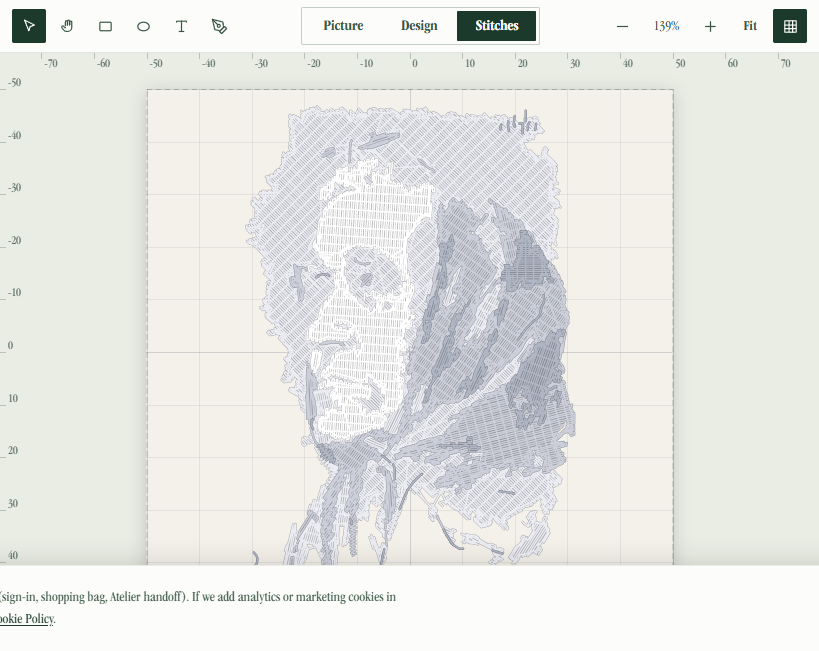 Picture Design Stitches 139% Fit
-70 -60 -50 -40 -30 -20 -10 0 10 20 30 40 50 60 70
-50
-40
-30
-20
-10
0
10
20
30
40
(sign-in, shopping bag, Atelier handoff). If we add analytics or marketing cookies in
ookie Policy.